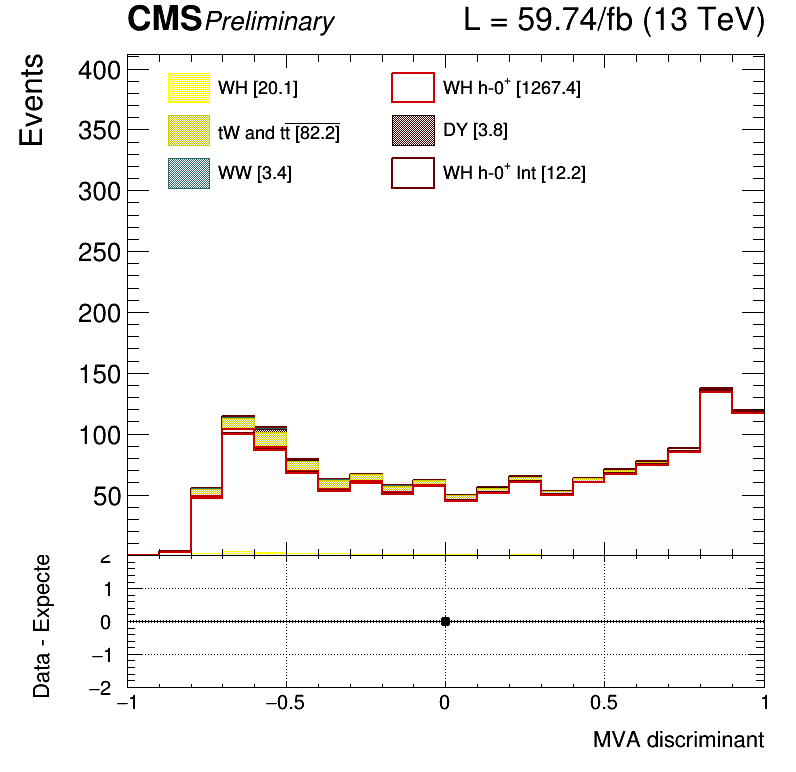 CMS Preliminary L = 59.74/fb (13 TeV)
Events
400
350
300
250
200
150
100
50
WH [20.1]
WH h-0⁺ [1267.4]
tW and tt [82.2]
DY [3.8]
WW [3.4]
WH h-0⁺ Int [12.2]
Data - Expecte
2
1
0
−1
−2
−1 −0.5 0 0.5 1
MVA discriminant